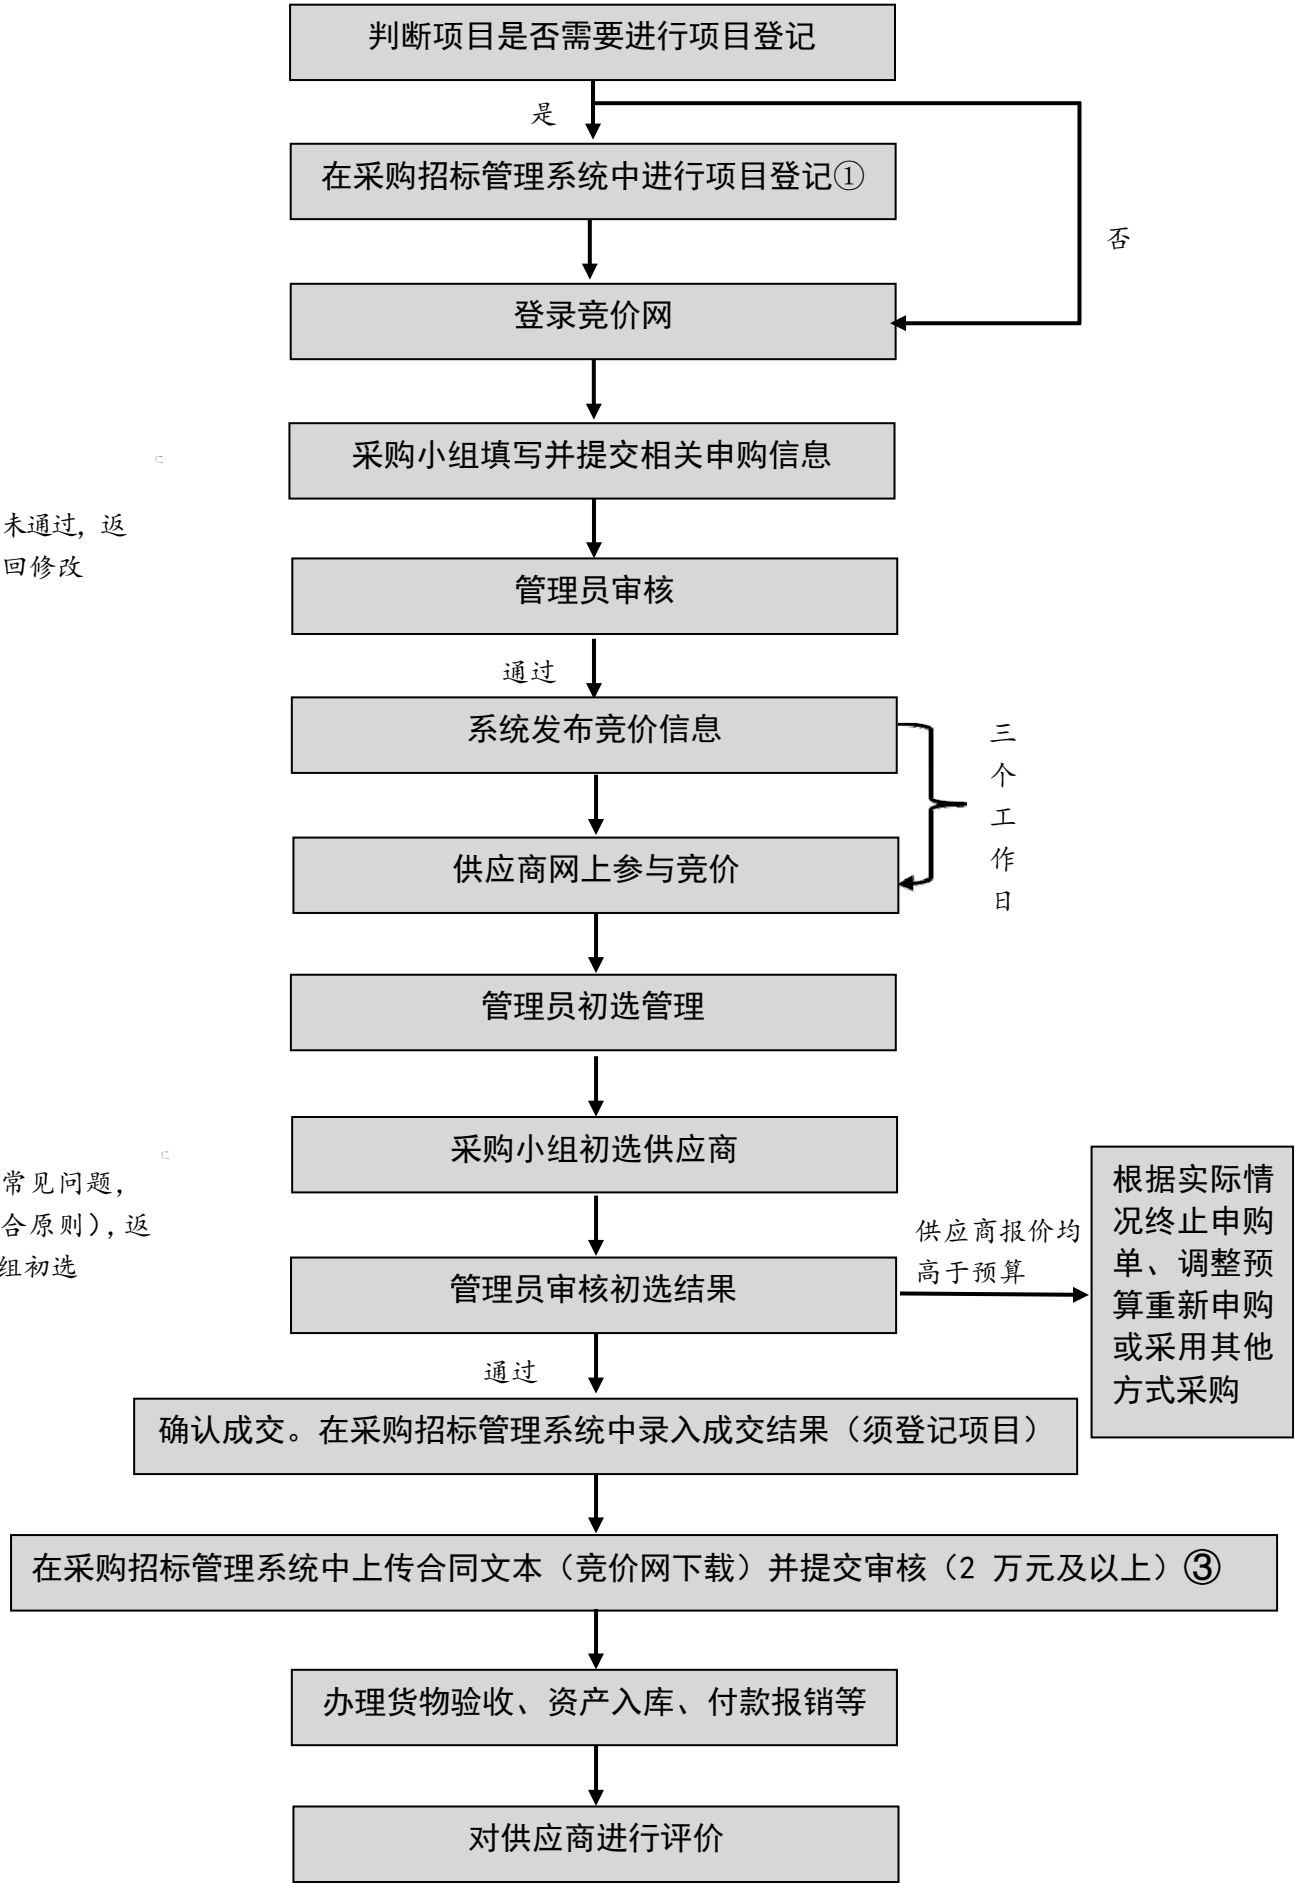 判断项目是否需要进行项目登记
是
在采购招标管理系统中进行项目登记①
否
登录竞价网
采购小组填写并提交相关申购信息
未通过, 返
回修改
管理员审核
通过
系统发布竞价信息
三
个
工
作
日
供应商网上参与竞价
管理员初选管理
采购小组初选供应商
常见问题,
合原则), 返
组初选
供应商报价均
高于预算
管理员审核初选结果
根据实际情
况终止申购
单、调整预
算重新申购
或采用其他
方式采购
通过
确认成交。在采购招标管理系统中录入成交结果（须登记项目）
在采购招标管理系统中上传合同文本（竞价网下载）并提交审核（2 万元及以上）③
办理货物验收、资产入库、付款报销等
对供应商进行评价